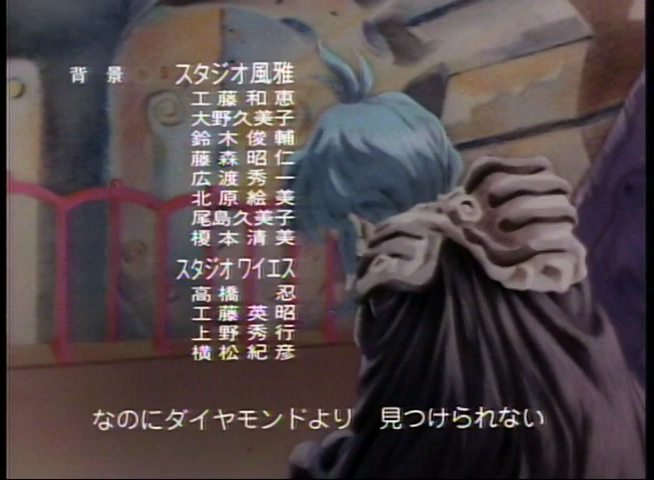 背景 スタジオ風雅
工藤和恵
大野久美子
鈴木俊輔
藤森昭仁
広渡秀一
北原絵美
尾島久美子
榎本清美
スタジオワイエス
高橋 忍
工藤英昭
上野秀行
横松紀彦
なのにダイヤモンドより 見つけられない